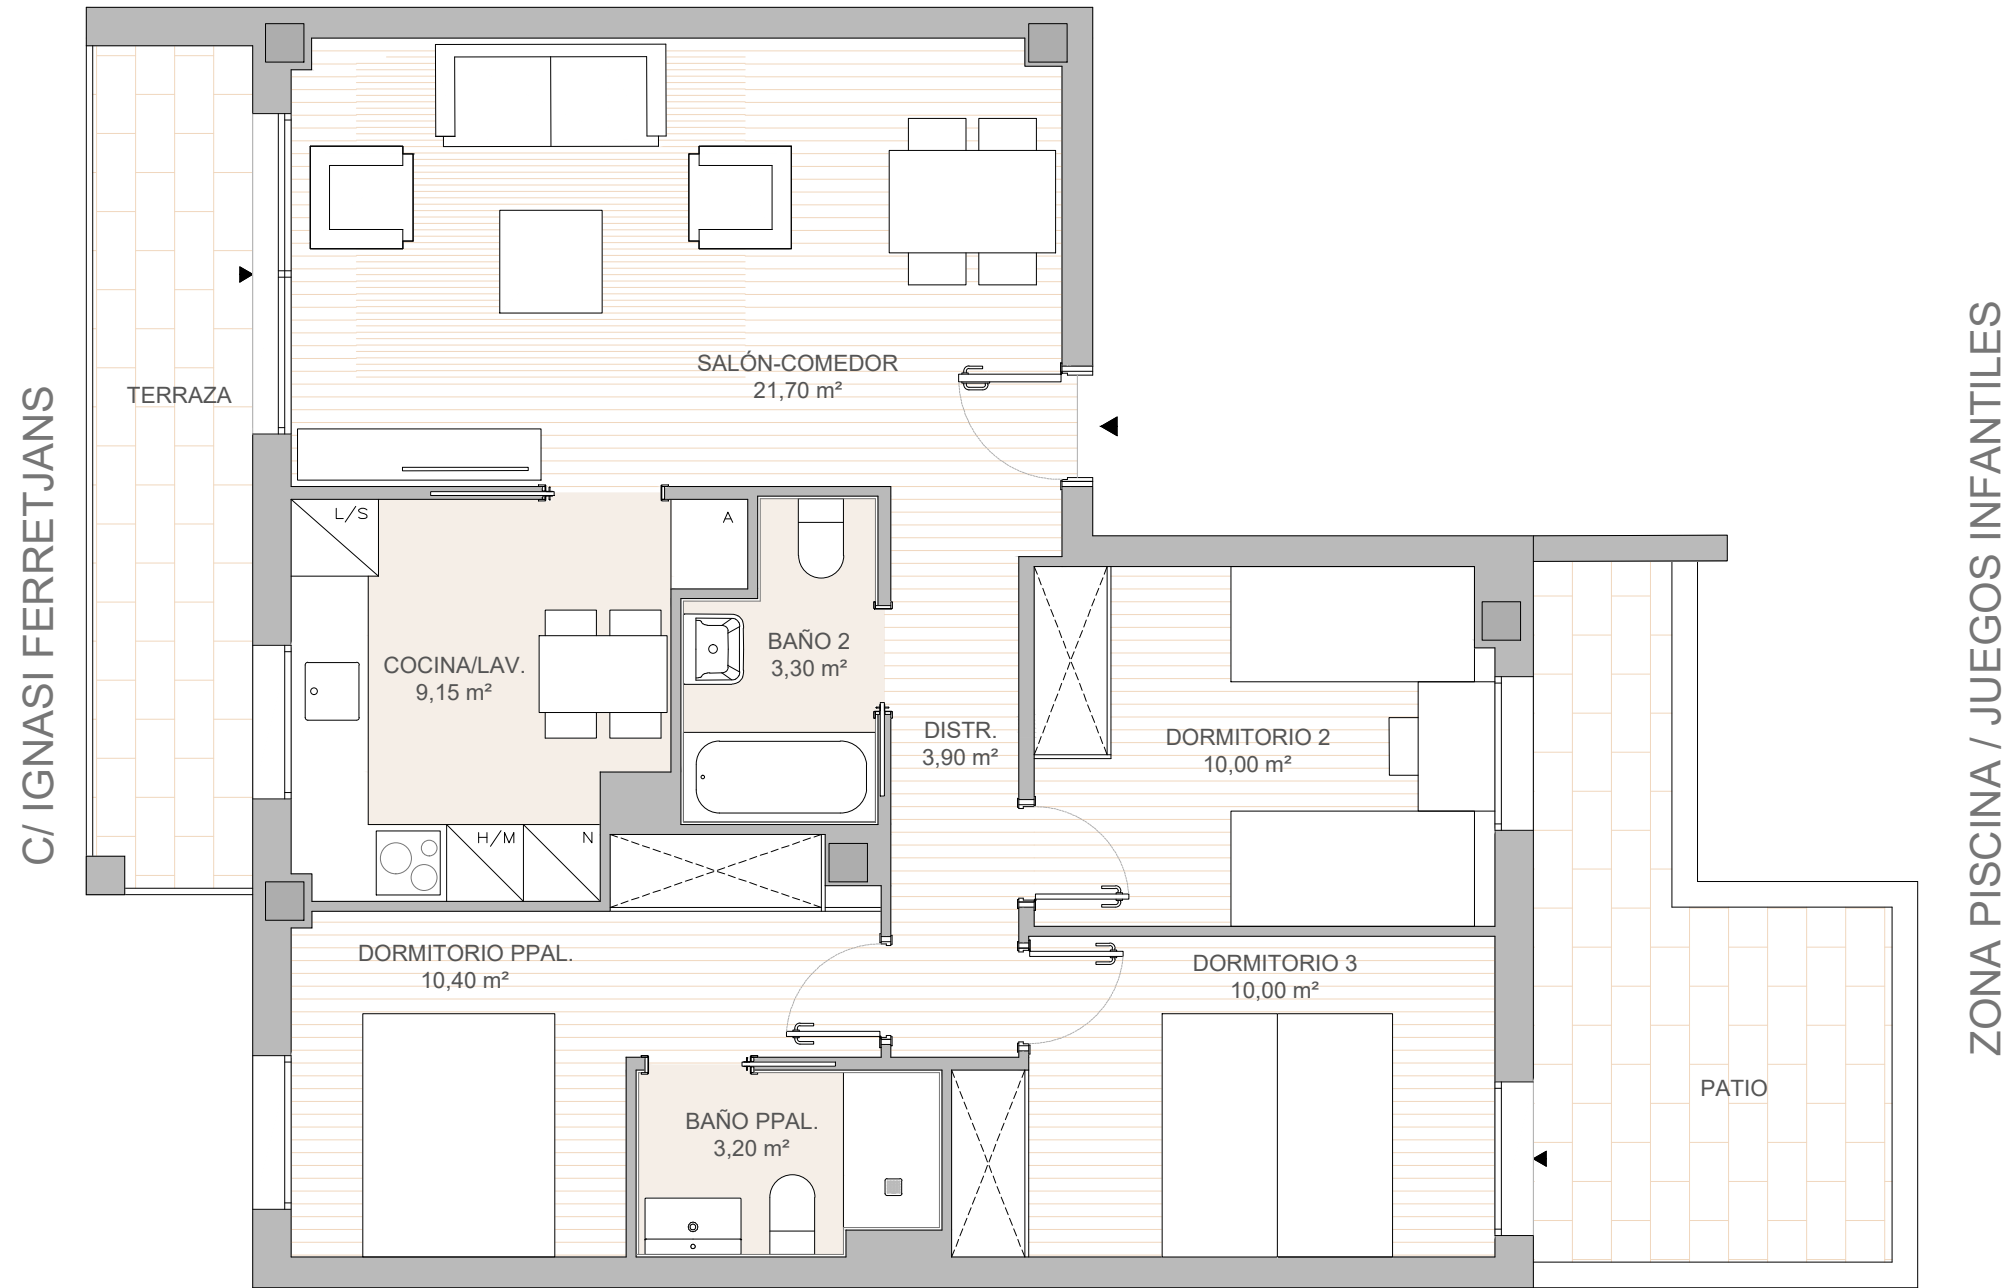 C/ IGNASI FERRETJANS
TERRAZA
SALÓN-COMEDOR
21,70 m²
L/S
A
COCINA/LAV.
9,15 m²
BAÑO 2
3,30 m²
DISTR.
3,90 m²
DORMITORIO 2
10,00 m²
H/M
N
DORMITORIO PPAL.
10,40 m²
DORMITORIO 3
10,00 m²
BAÑO PPAL.
3,20 m²
PATIO
ZONA PISCINA / JUEGOS INFANTILES